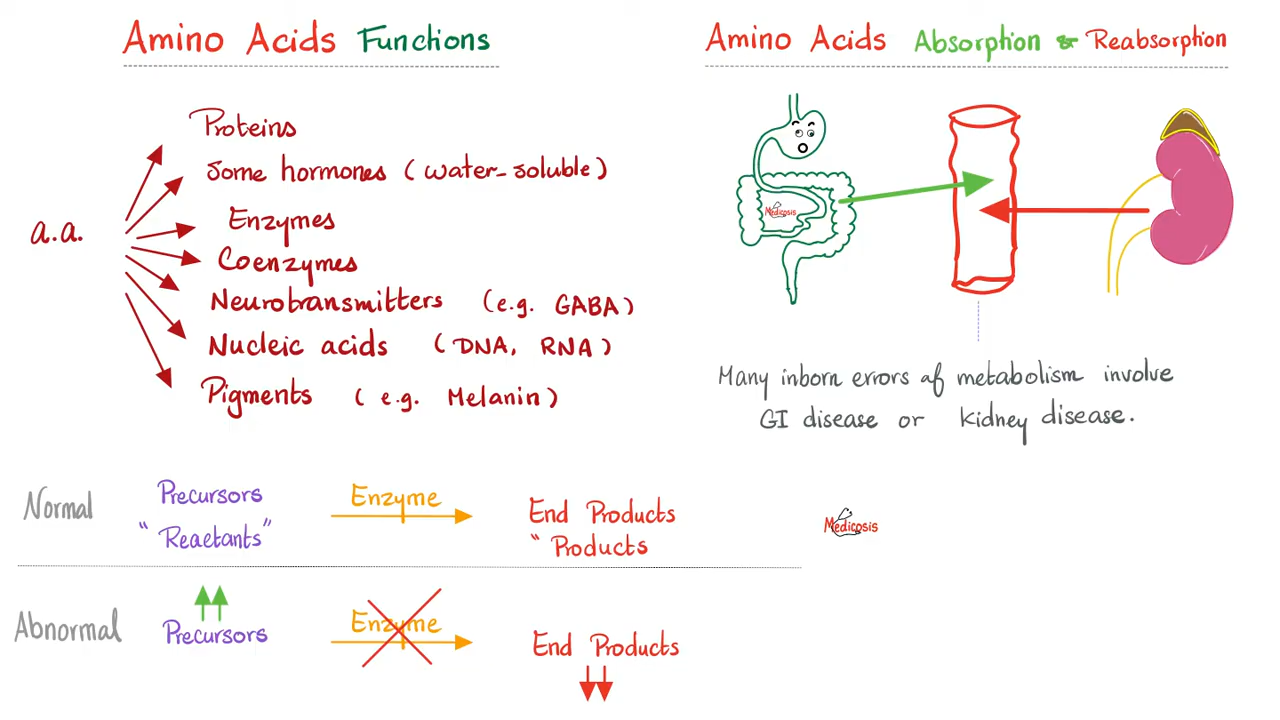 Amino Acids Functions
Proteins
Some hormones (water-soluble)
a.a.
Enzymes
Coenzymes
Neurotransmitters (e.g. GABA)
Nucleic acids (DNA, RNA)
Pigments (e.g. Melanin)
Amino Acids Absorption & Reabsorption
Medicosis
Many inborn errors of metabolism involve
GI disease or kidney disease.
Normal
Precursors
"Reactants"
Enzyme
End Products
"Products
Medicosis
Abnormal
Precursors
Enzyme
End Products